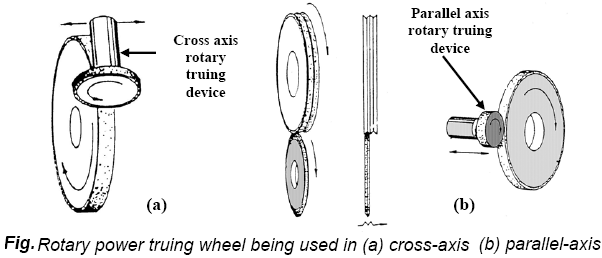 Cross axis
rotary
truing
device
Parallel axis
rotary truing
device
(a)
(b)
Fig. Rotary power truing wheel being used in (a) cross-axis (b) parallel-axis